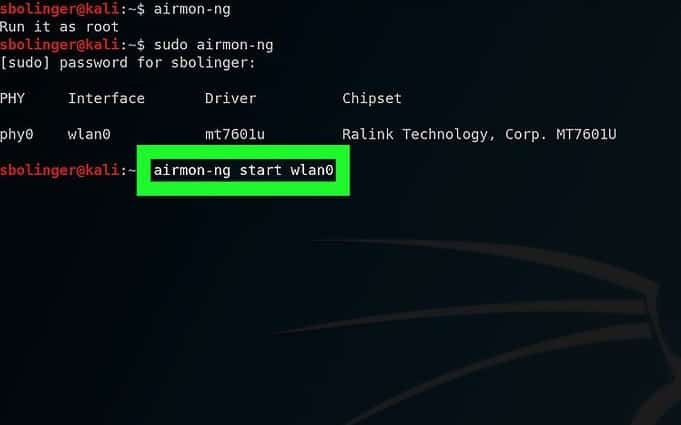 sbolinger@kali:~$ airmon-ng
Run it as root
sbolinger@kali:~$ sudo airmon-ng
[sudo] password for sbolinger:
PHY Interface Driver Chipset
phy0 wlan0 mt7601u Ralink Technology, Corp. MT7601U
sbolinger@kali:~ airmon-ng start wlan0